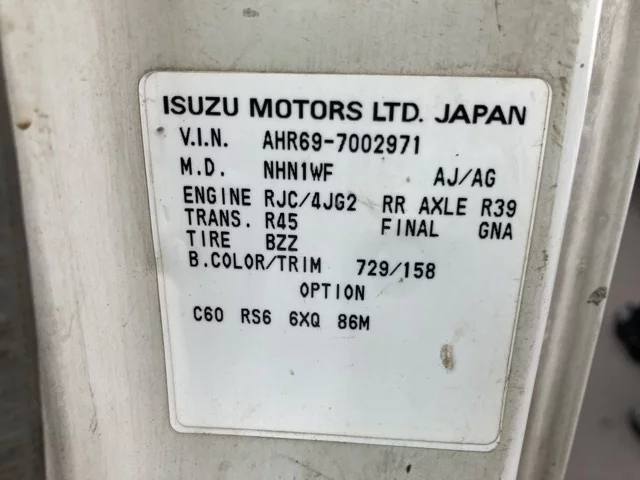 ISUZU MOTORS LTD. JAPAN
V.I.N. AHR69-7002971
M.D. NHN1WF AJ/AG
ENGINE RJC/4JG2 RR AXLE R39
TRANS. R45 FINAL GNA
TIRE BZZ
B.COLOR/TRIM 729/158
OPTION
C60 RS6 6XQ 86M